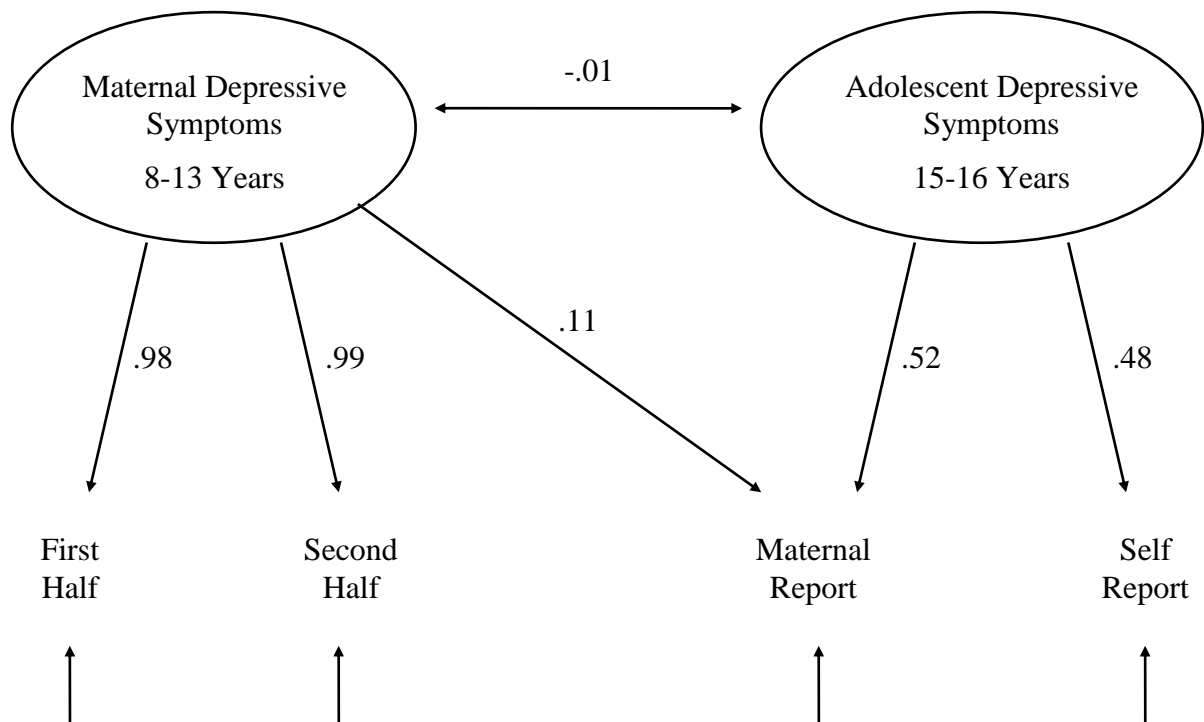 Maternal Depressive
Symptoms
8-13 Years
-.01
Adolescent Depressive
Symptoms
15-16 Years
.98
.99
.11
.52
.48
First
Half
Second
Half
Maternal
Report
Self
Report